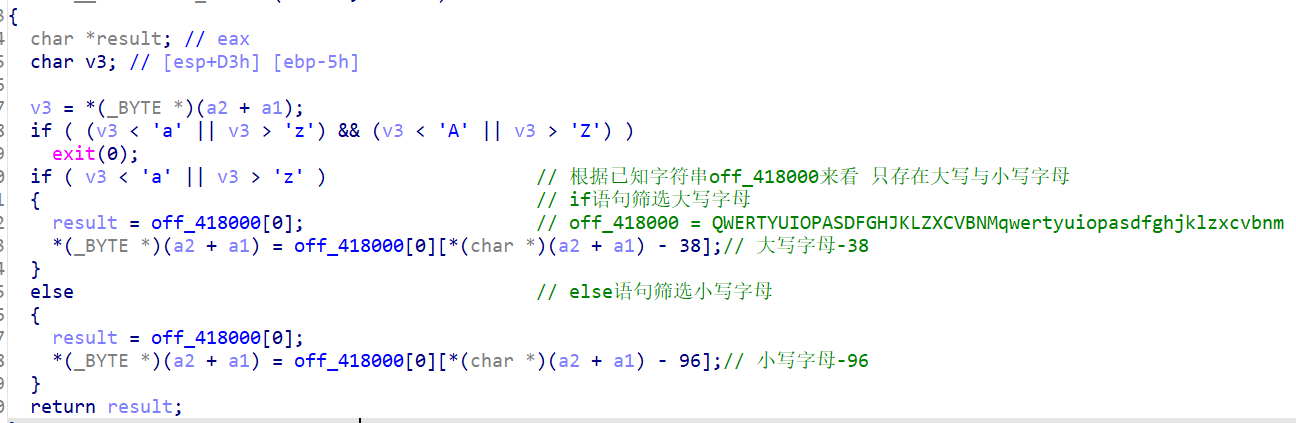 {
char *result; // eax
char v3; // [esp+D3h] [ebp-5h]
v3 = *(_BYTE *)(a2 + a1);
if ( (v3 < 'a' || v3 > 'z') && (v3 < 'A' || v3 > 'Z') )
exit(0);
if ( v3 < 'a' || v3 > 'z' ) // 根据已知字符串off_418000来看 只存在大写与小写字母
{ // if语句筛选大写字母
result = off_418000[0]; // off_418000 = QWERTYUIOPASDFGHJKLZXCVBNMqwertyuiopasdfghjklzxcvbnm
*(_BYTE *)(a2 + a1) = off_418000[0][*(char *)(a2 + a1) - 38];// 大写字母-38
}
else // else语句筛选小写字母
{
result = off_418000[0];
*(_BYTE *)(a2 + a1) = off_418000[0][*(char *)(a2 + a1) - 96];// 小写字母-96
}
return result;